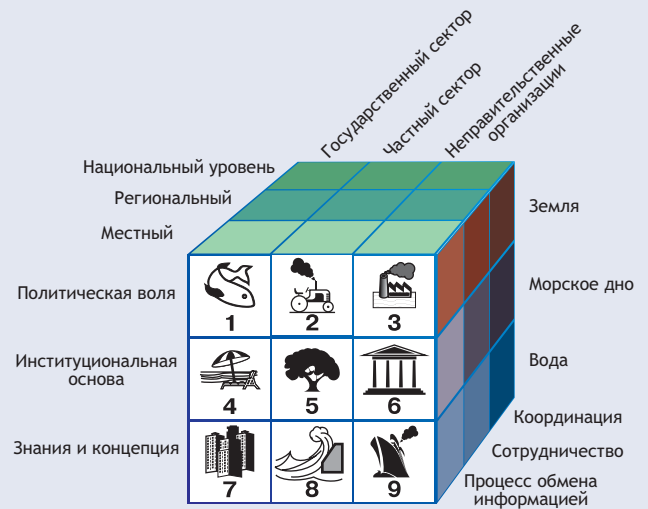 Государственный сектор
Частный сектор
Неправительственные
организации
Национальный уровень
Региональный
Местный
Земля
Политическая воля
Морское дно
1
2
3
Институциональная
основа
Вода
4
5
6
Координация
Знания и концепция
Сотрудничество
7
8
9
Процесс обмена
информацией